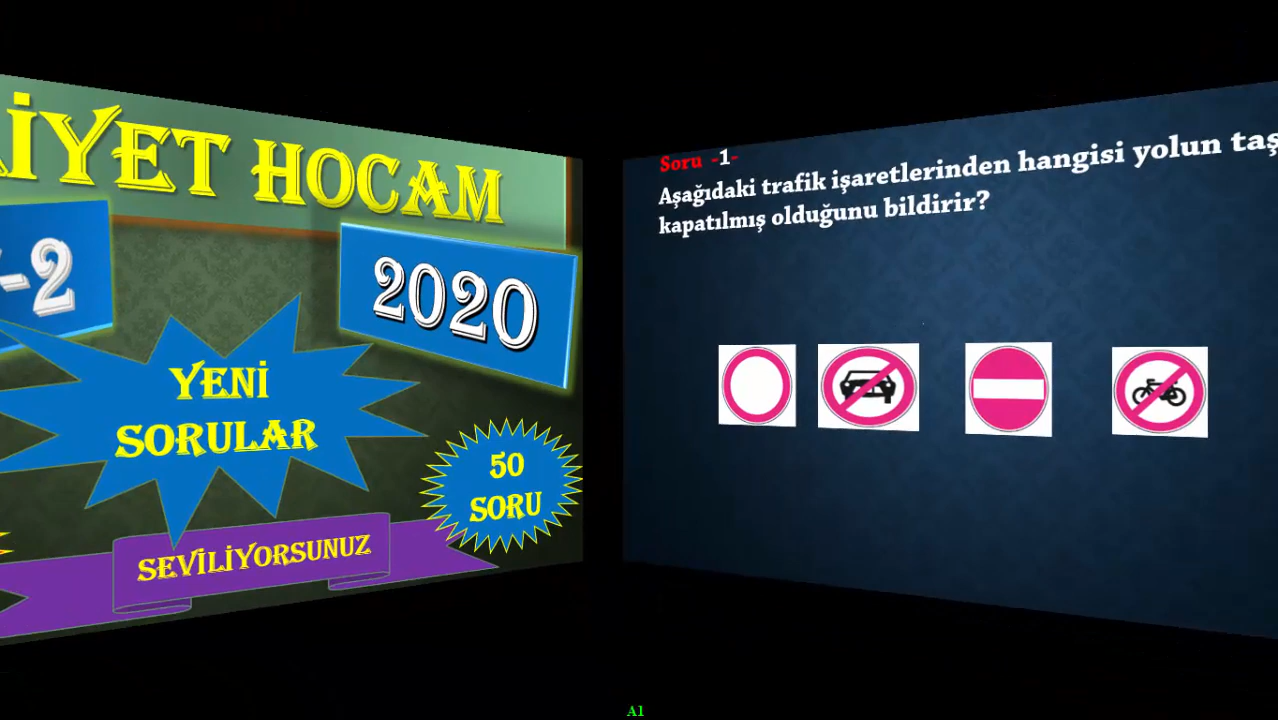 İYET HOCAM
-2
2020
YENİ
SORULAR
50
SORU
SEVİLİYORSUNUZ
Soru -1-
Aşağıdaki trafik işaretlerinden hangisi yolun taş
kapatılmış olduğunu bildirir?
A1